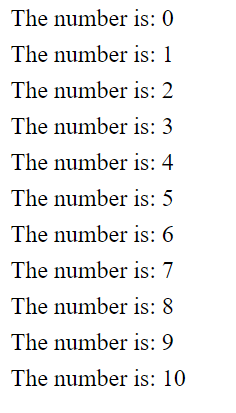 The number is: 0
The number is: 1
The number is: 2
The number is: 3
The number is: 4
The number is: 5
The number is: 6
The number is: 7
The number is: 8
The number is: 9
The number is: 10